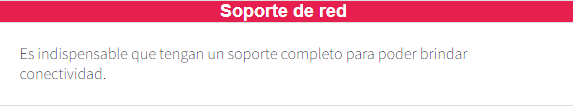 Soporte de red
Es indispensable que tengan un soporte completo para poder brindar
conectividad.